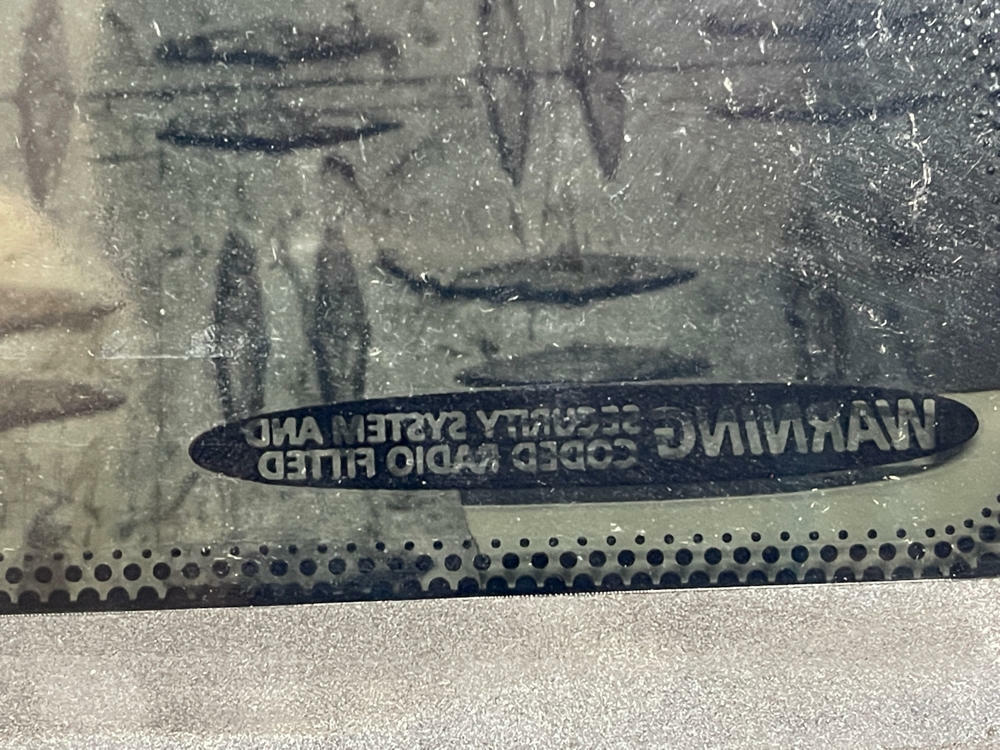 WARNING
SECURITY SYSTEM AND
CODED RADIO FITTED